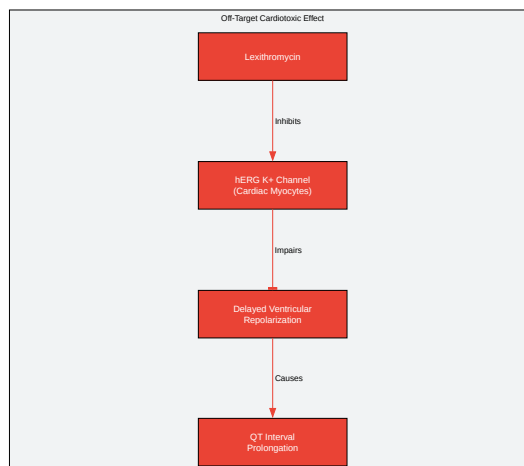 Off-Target Cardiotoxic Effect
Lexithromycin
Inhibits
hERG K+ Channel
(Cardiac Myocytes)
Impairs
Delayed Ventricular
Repolarization
Causes
QT Interval
Prolongation